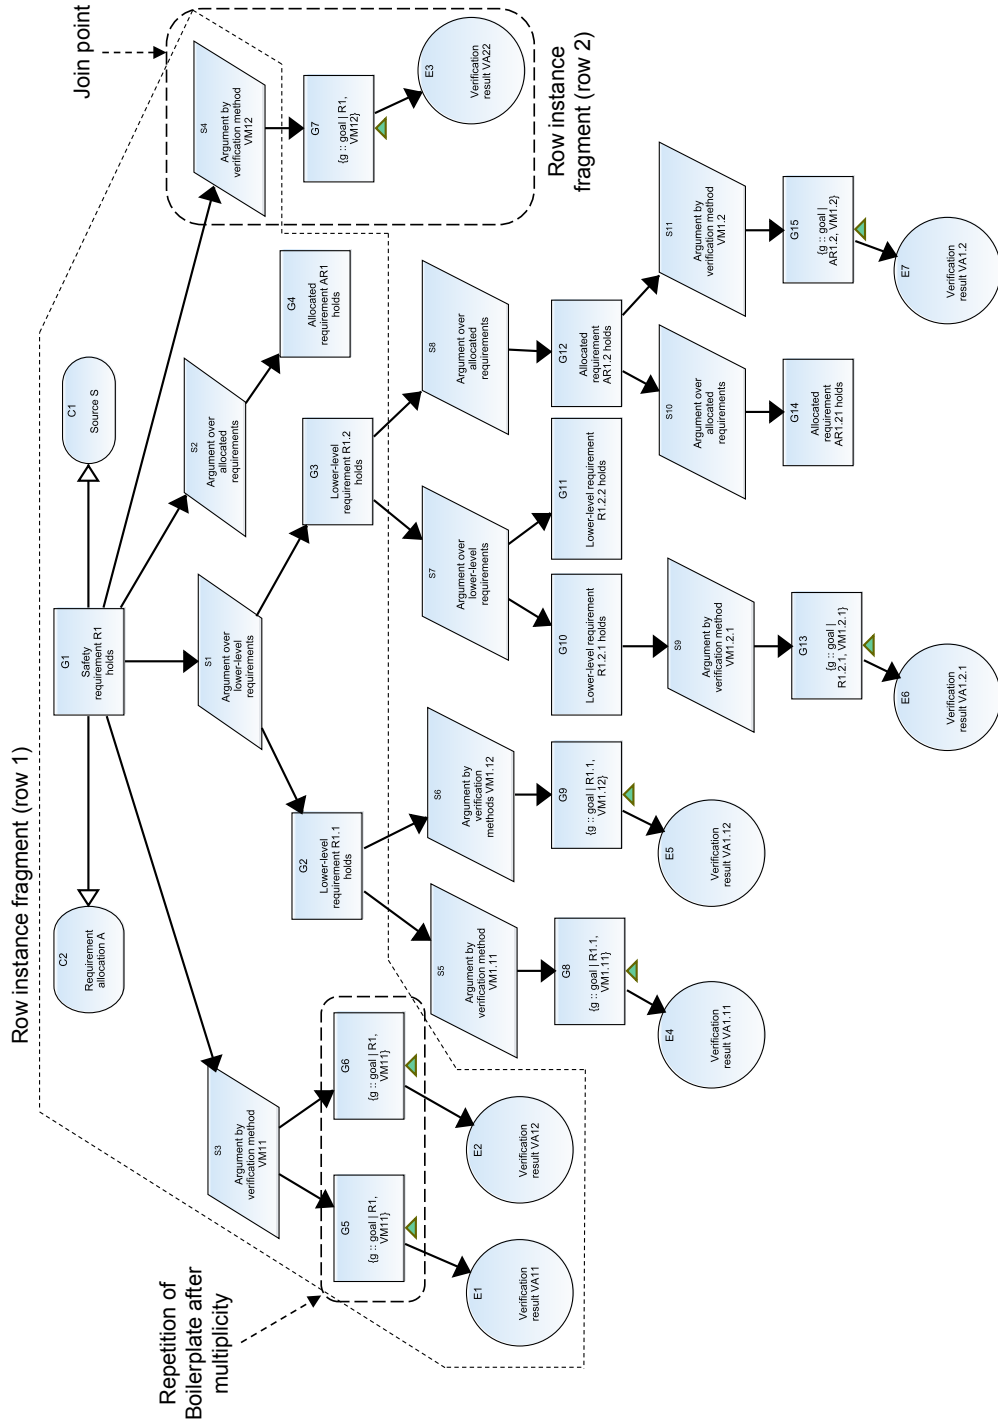 Row instance fragment (row 1)
Join point
C2
Requirement
allocation A
G1
Safety
requirement R1
holds
C1
Source S
S3
Argument by
verification method
VM11
S1
Argument over
lower-level
requirements
S2
Argument over
allocated
requirements
S4
Argument by
verification method
VM12
Repetition of
Boilerplate after
multiplicity
G5
{g :: goal | R1,
VM11}
G6
{g :: goal | R1,
VM11}
G2
Lower-level
requirement R1.1
holds
G3
Lower-level
requirement R1.2
holds
G4
Allocated
requirement AR1
holds
G7
{g :: goal | R1,
VM12}
E1
Verification
result VA11
E2
Verification
result VA12
S5
Argument by
verification method
VM1.11
S6
Argument by
verification
methods VM1.12
S7
Argument over
lower-level
requirements
S8
Argument over
allocated
requirements
E3
Verification
result VA22
Row instance
fragment (row 2)
G8
{g :: goal | R1.1,
VM1.11}
G9
{g :: goal | R1.1,
VM1.12}
G10
Lower-level requirement
R1.2.1 holds
G11
Lower-level requirement
R1.2.2 holds
G12
Allocated
requirement
AR1.2 holds
E4
Verification
result VA1.11
E5
Verification
result VA1.12
S9
Argument by
verification method
VM1.2.1
S10
Argument over
allocated
requirements
S11
Argument by
verification method
VM1.2
G13
{g :: goal |
R1.2.1, VM1.2.1}
G14
Allocated
requirement
AR1.21 holds
G15
{g :: goal |
AR1.2, VM1.2}
E6
Verification
result VA1.2.1
E7
Verification
result VA1.2